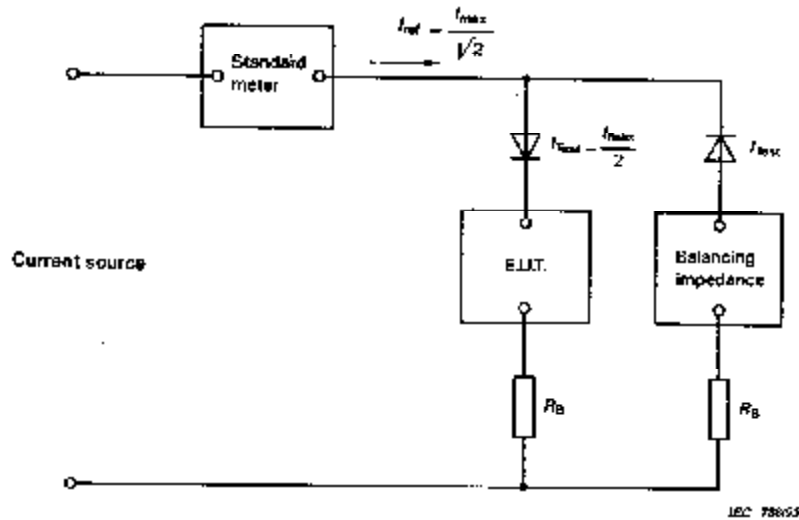 I_ref = I_max / √2
Standard
meter
I_Test = I_max / 2
I_Test
Current source
E.U.T.
Balancing
impedance
R_B
R_B
IEC